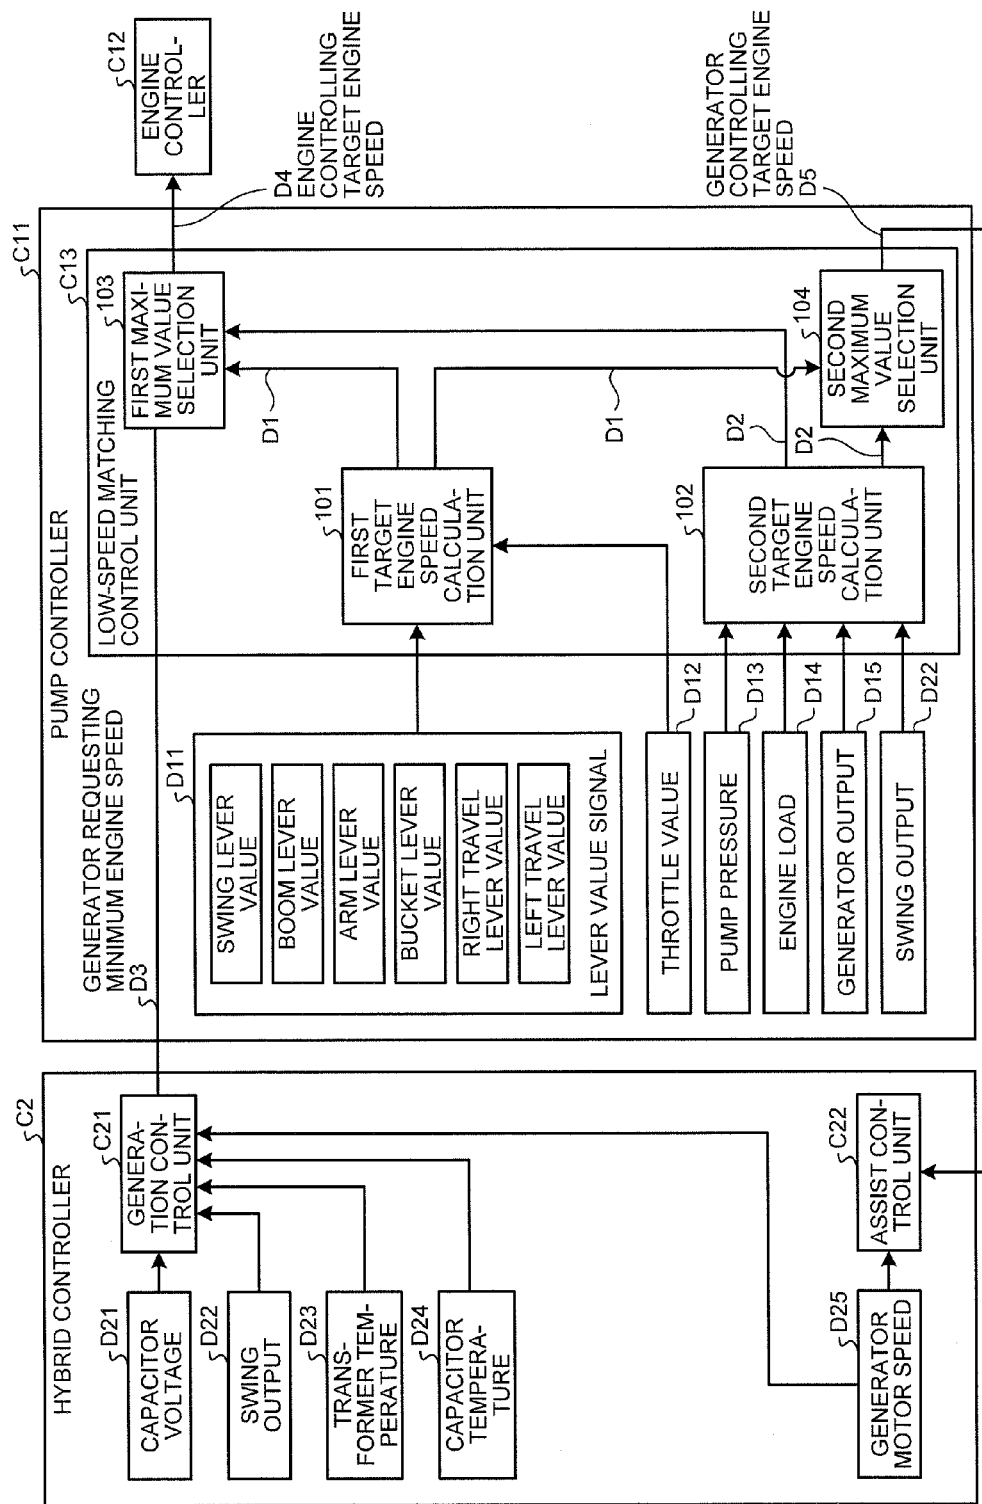 C2
HYBRID CONTROLLER
D21
CAPACITOR
VOLTAGE
D22
SWING
OUTPUT
D23
TRANS-
FORMER TEM-
PERATURE
D24
CAPACITOR
TEMPERA-
TURE
D25
GENERATOR
MOTOR SPEED
C21
GENERA-
TION CON-
TROL UNIT
C22
ASSIST CON-
TROL UNIT
C11
PUMP CONTROLLER
GENERATOR REQUESTING
MINIMUM ENGINE SPEED
D3
D11
SWING LEVER
VALUE
BOOM LEVER
VALUE
ARM LEVER
VALUE
BUCKET LEVER
VALUE
RIGHT TRAVEL
LEVER VALUE
LEFT TRAVEL
LEVER VALUE
LEVER VALUE SIGNAL
THROTTLE VALUE
D12
PUMP PRESSURE
D13
ENGINE LOAD
D14
GENERATOR OUTPUT
D15
SWING OUTPUT
D22
C13
LOW-SPEED MATCHING
CONTROL UNIT
101
FIRST
TARGET
ENGINE
SPEED
CALCULA-
TION UNIT
102
SECOND
TARGET
ENGINE
SPEED
CALCULA-
TION UNIT
D1
D1
D2
D2
103
FIRST MAXI-
MUM VALUE
SELECTION
UNIT
104
SECOND
MAXIMUM
VALUE
SELECTION
UNIT
C12
ENGINE
CONTROL-
LER
D4
ENGINE
CONTROLLING
TARGET ENGINE
SPEED
GENERATOR
CONTROLLING
TARGET ENGINE
SPEED
D5